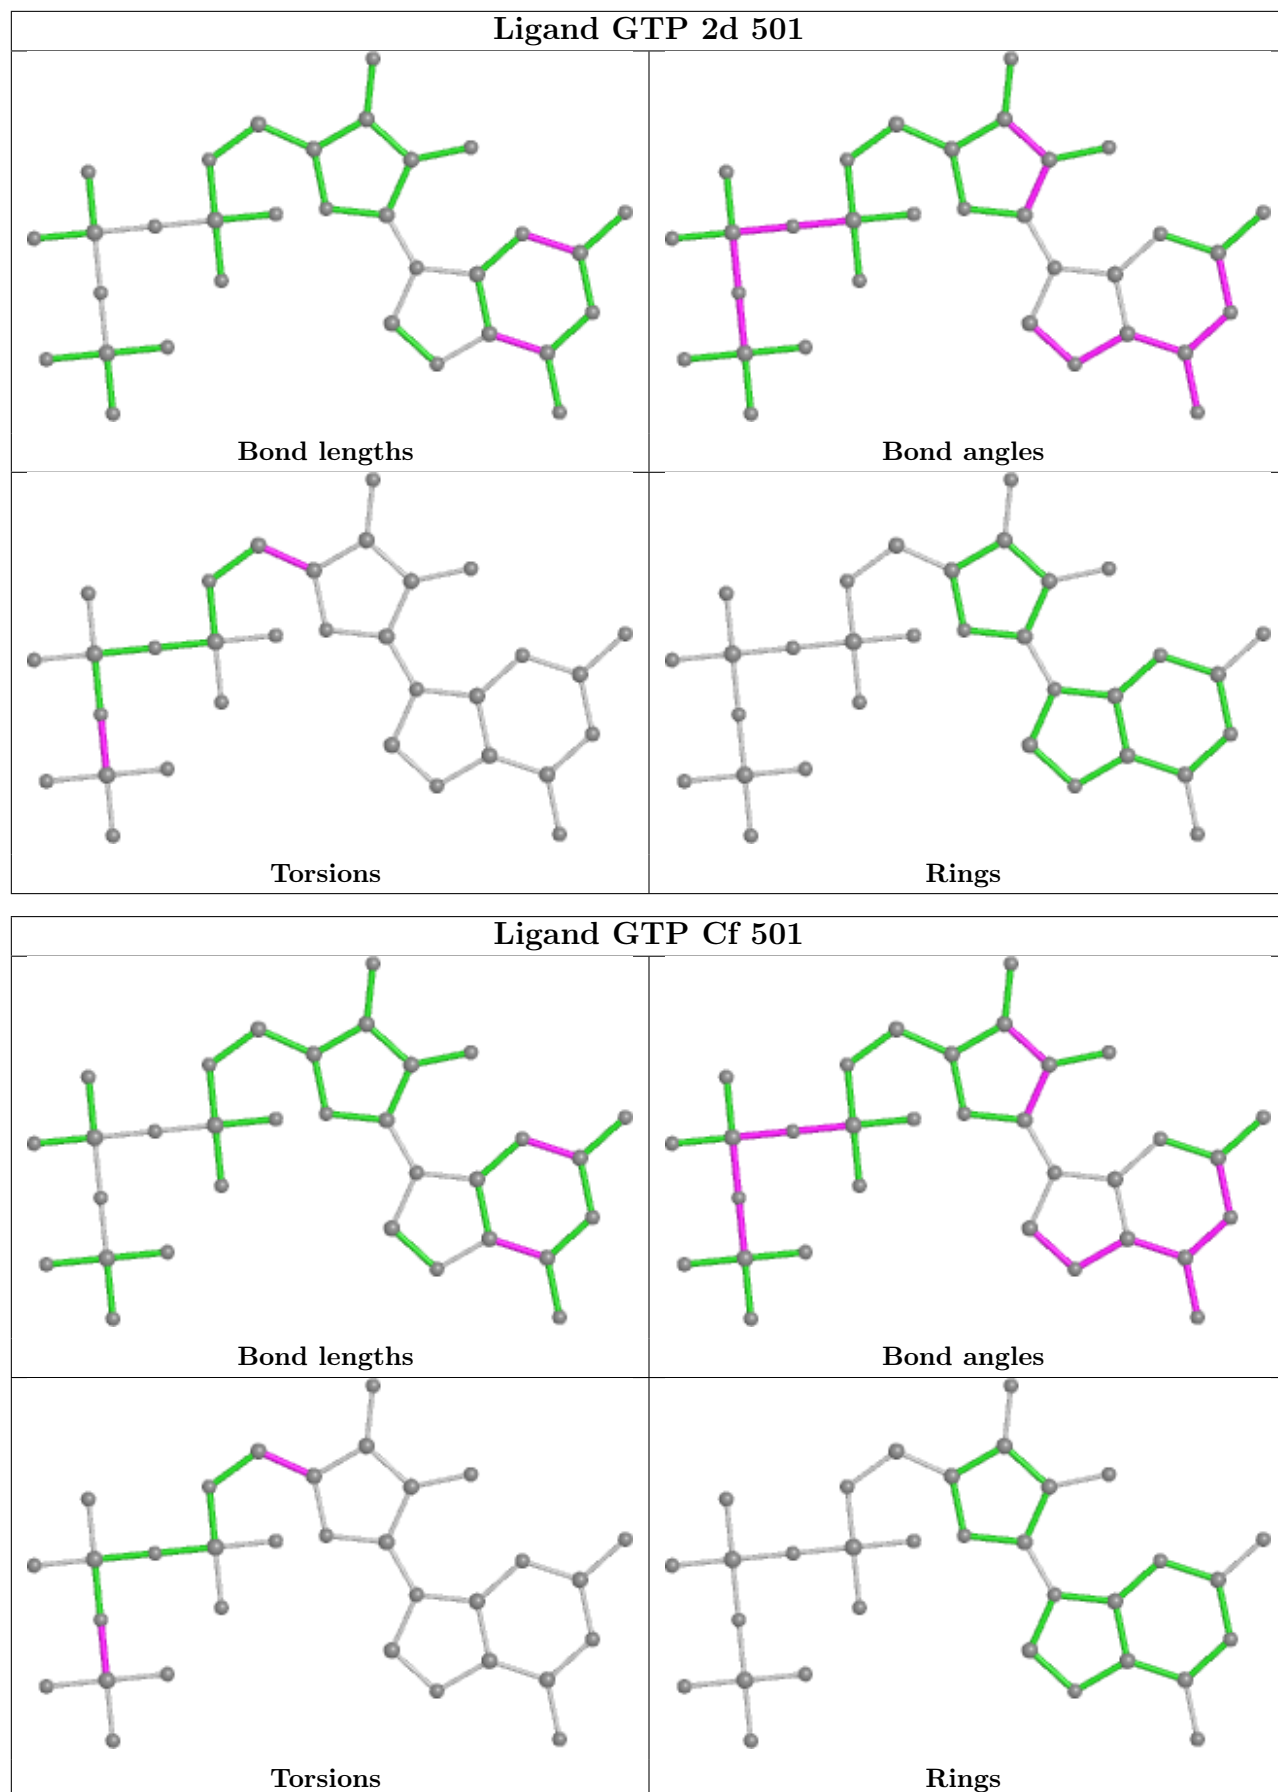 Ligand GTP 2d 501
Bond lengths
Bond angles
Torsions
Rings
Ligand GTP Cf 501
Bond lengths
Bond angles
Torsions
Rings